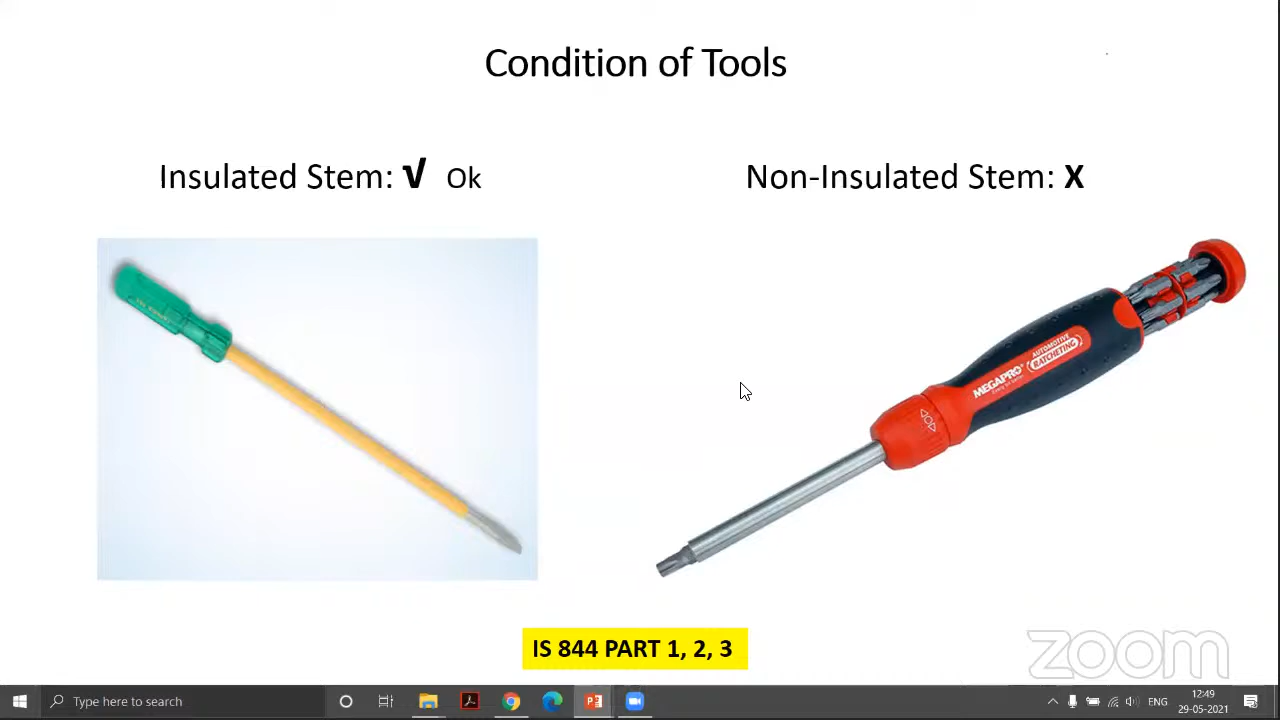 Condition of Tools
Insulated Stem: √ Ok
Non-Insulated Stem: X
AUTOMOTIVE
RATCHETING
MEGAPRO
IS 844 PART 1, 2, 3
zoom
Type here to search
ENG
12:49
29-05-2021